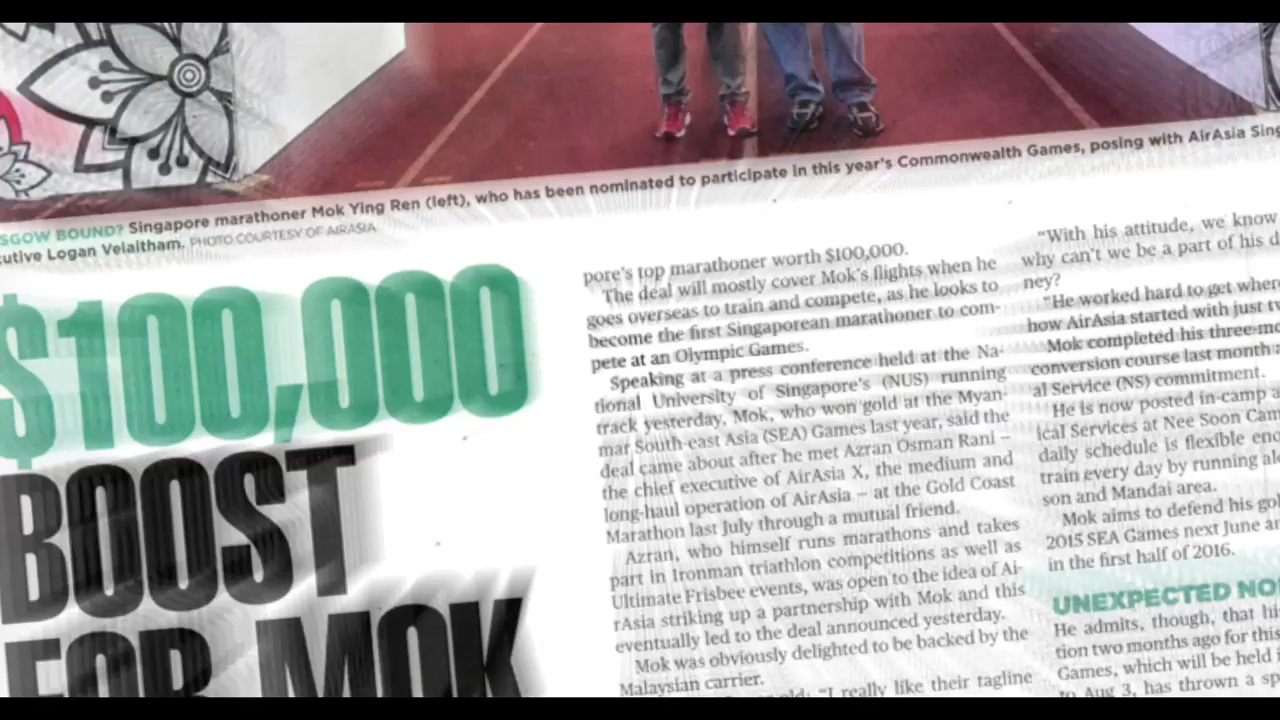 SGOW BOUND? Singapore marathoner Mok Ying Ren (left), who has been nominated to participate in this year's Commonwealth Games, posing with AirAsia Sing
cutive Logan Velaitham. PHOTO COURTESY OF AIRASIA
$100,000
BOOST
FOR MOK
pore's top marathoner worth $100,000.
The deal will mostly cover Mok's flights when he
goes overseas to train and compete, as he looks to
become the first Singaporean marathoner to com-
pete at an Olympic Games.
Speaking at a press conference held at the Na-
tional University of Singapore's (NUS) running
track yesterday, Mok, who won gold at the Myan-
mar South-east Asia (SEA) Games last year, said the
deal came about after he met Azran Osman Rani –
the chief executive of AirAsia X, the medium and
long-haul operation of AirAsia – at the Gold Coast
Marathon last July through a mutual friend.
Azran, who himself runs marathons and takes
part in Ironman triathlon competitions as well as
Ultimate Frisbee events, was open to the idea of Ai-
rAsia striking up a partnership with Mok and this
eventually led to the deal announced yesterday.
Mok was obviously delighted to be backed by the
Malaysian carrier.
"I really like their tagline
"With his attitude, we know
why can't we be a part of his d
ney?
"He worked hard to get where
how AirAsia started with just tw
Mok completed his three-mo
conversion course last month a
al Service (NS) commitment.
He is now posted in-camp a
ical Services at Nee Soon Cam
daily schedule is flexible eno
train every day by running alo
son and Mandai area.
Mok aims to defend his gol
2015 SEA Games next June an
in the first half of 2016.
UNEXPECTED NO
He admits, though, that hi
tion two months ago for this
Games, which will be held i
to Aug 3, has thrown a sp